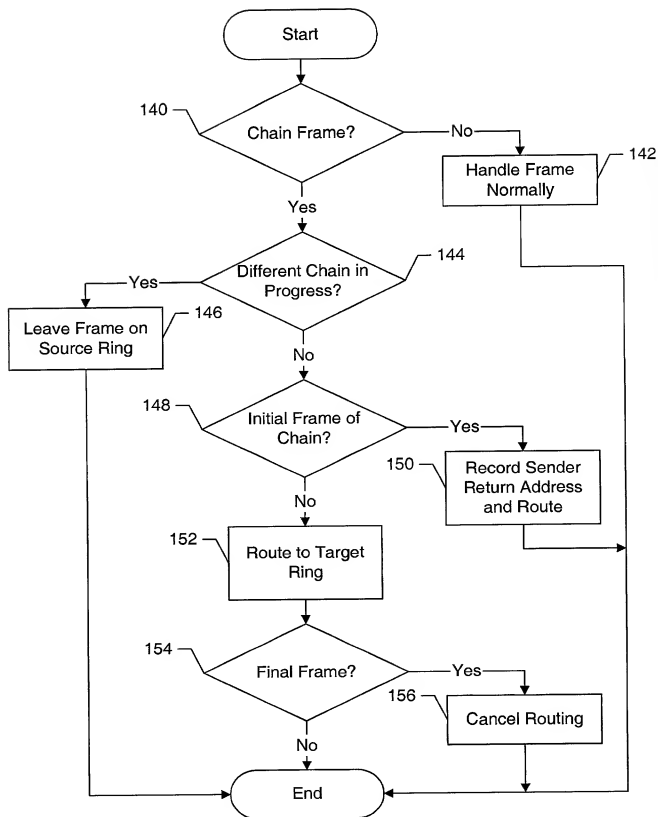 Start
140
Chain Frame?
No
142
Handle Frame
Normally
Yes
144
Different Chain in
Progress?
Yes
146
Leave Frame on
Source Ring
No
148
Initial Frame of
Chain?
Yes
150
Record Sender
Return Address
and Route
No
152
Route to Target
Ring
154
Final Frame?
Yes
156
Cancel Routing
No
End